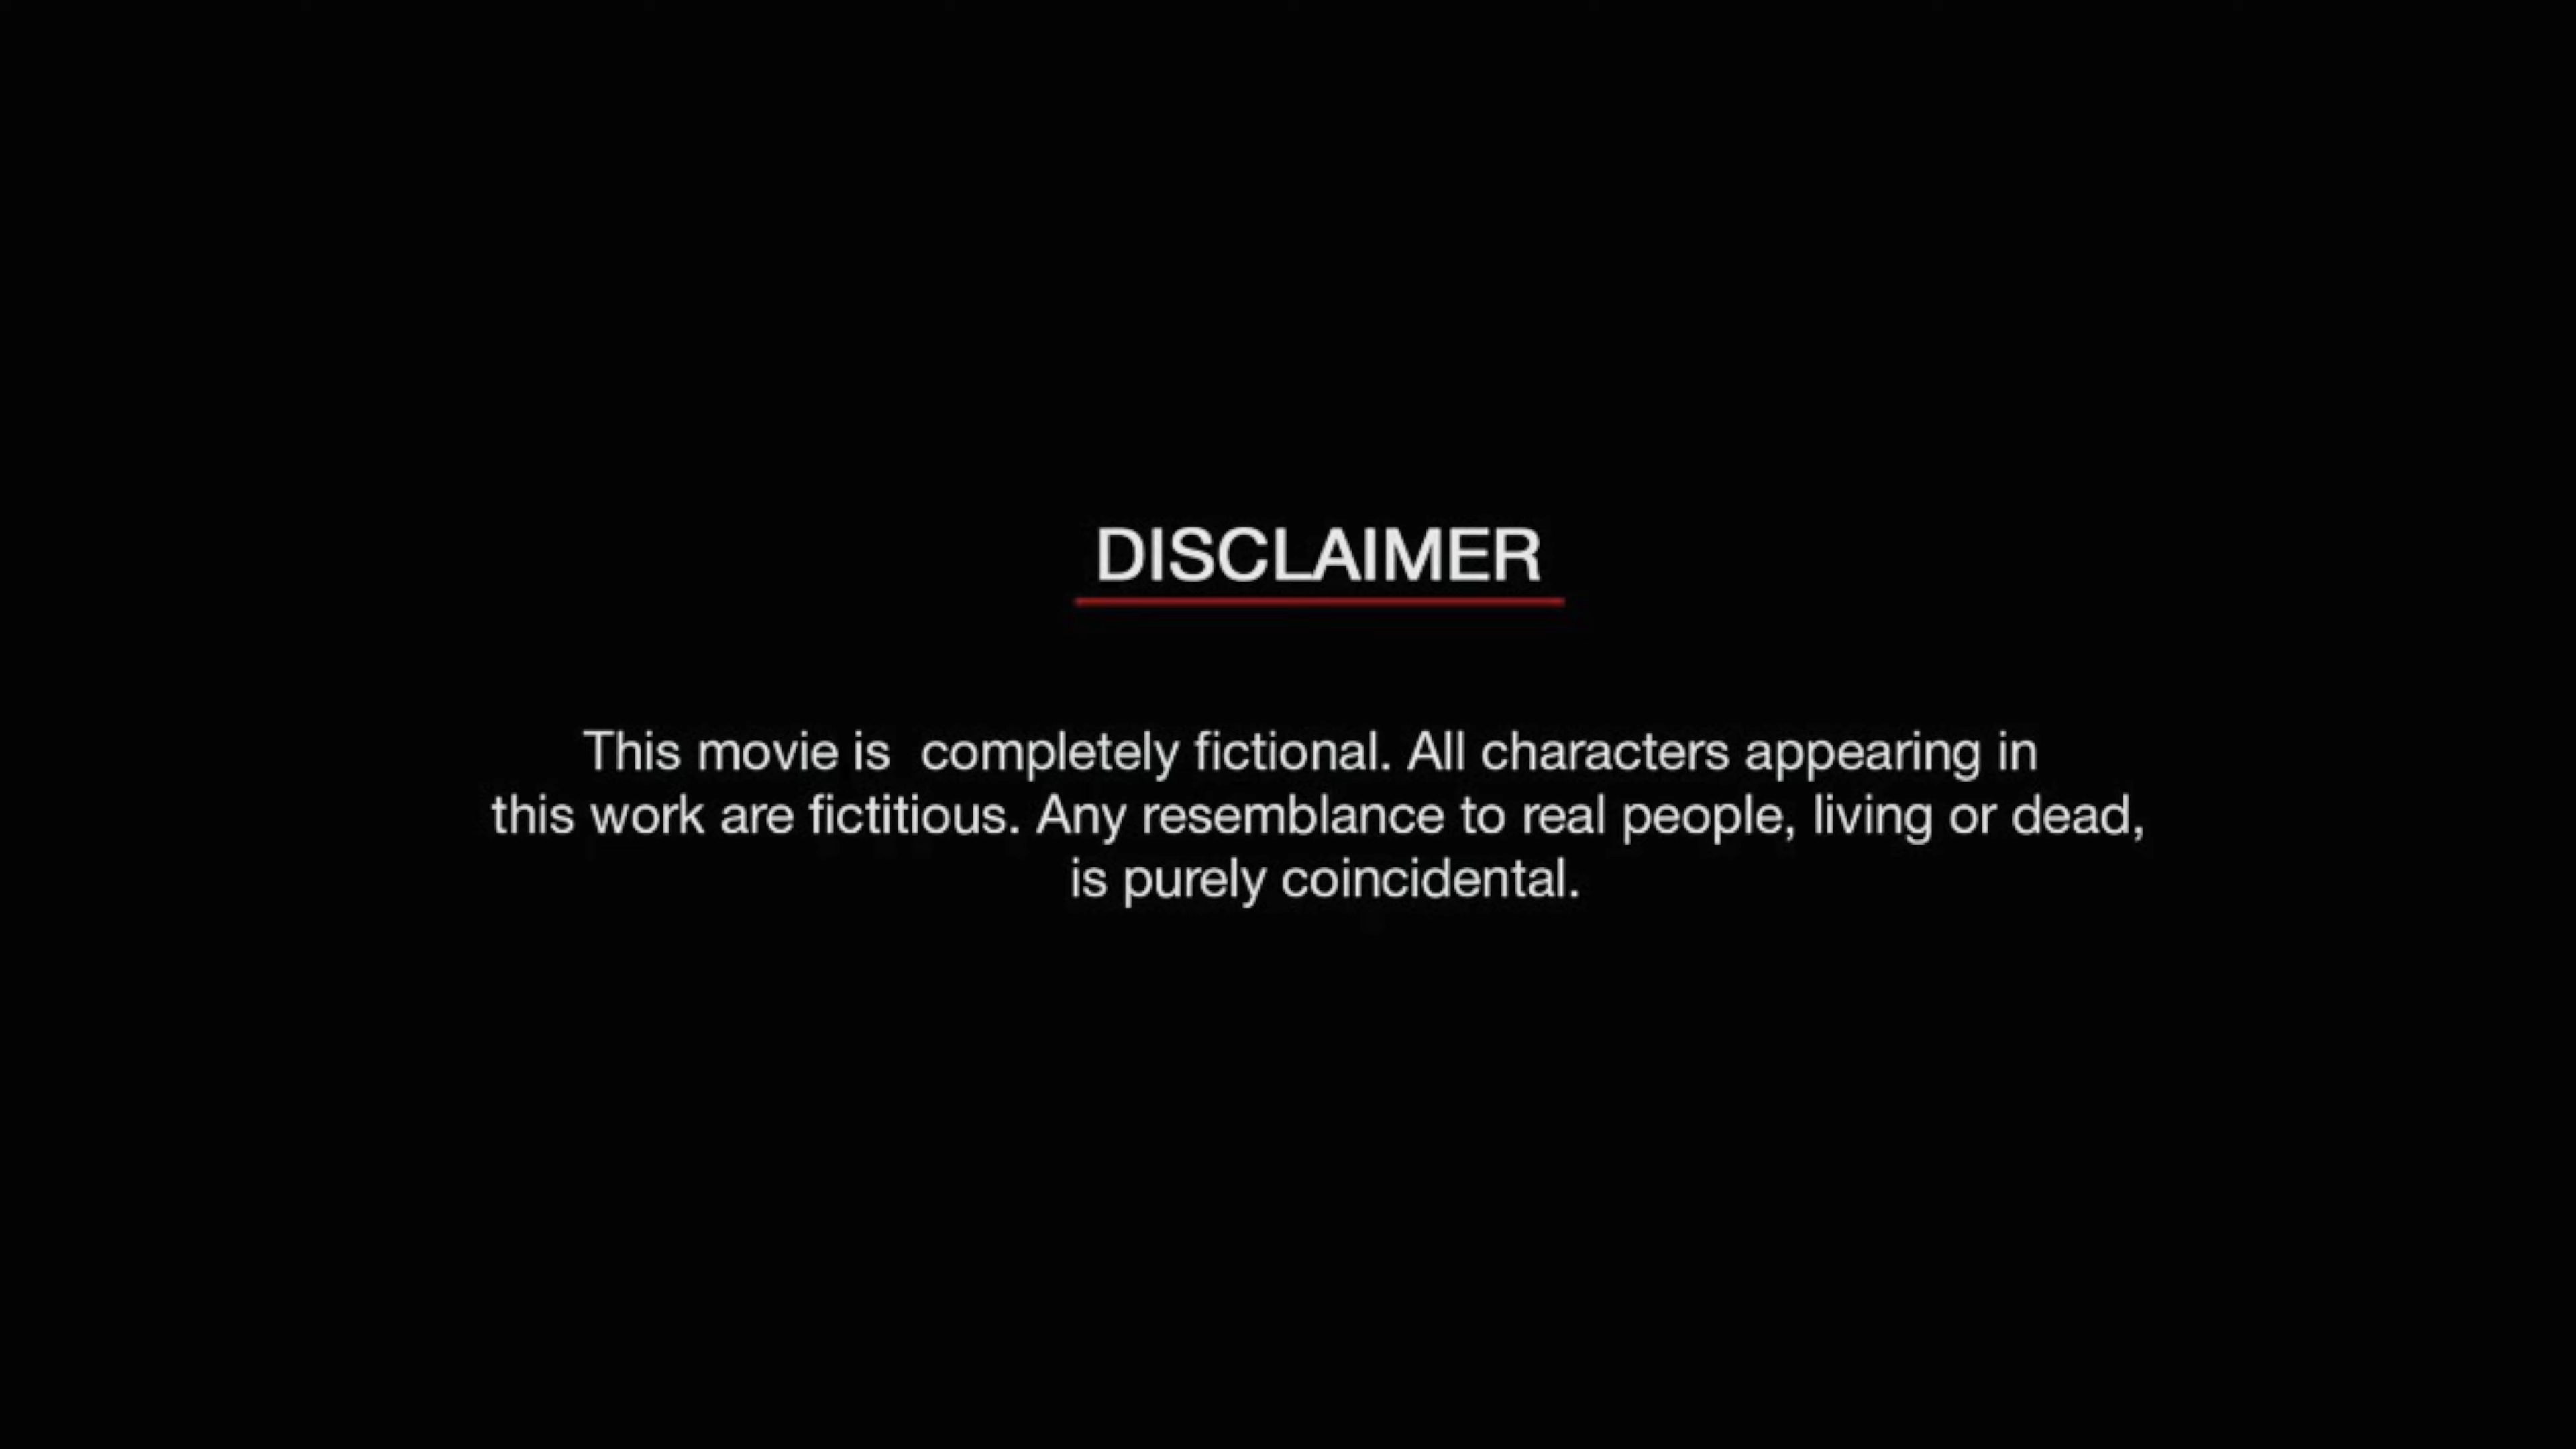 DISCLAIMER
This movie is  completely fictional. All characters appearing in
this work are fictitious. Any resemblance to real people, living or dead,
is purely coincidental.